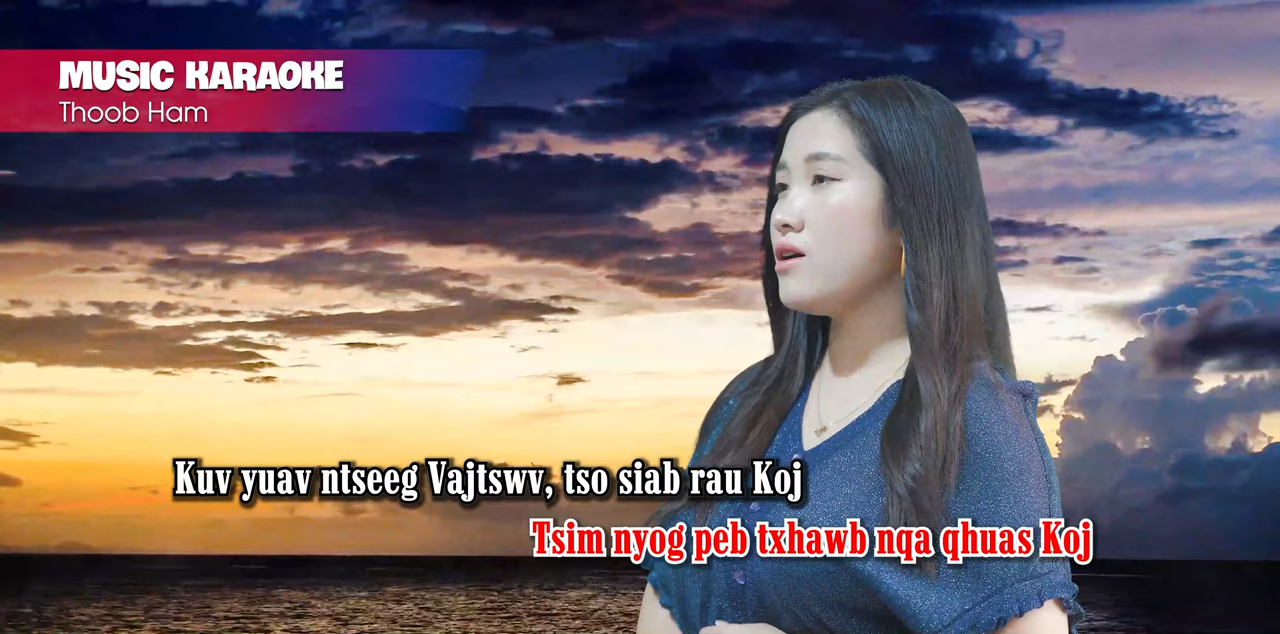 MUSIC KARAOKE
Thoob Ham
Kuv yuav ntseeg Vajtswv, tso siab rau Koj
Tsim nyog peb txhawb nqa qhuas Koj